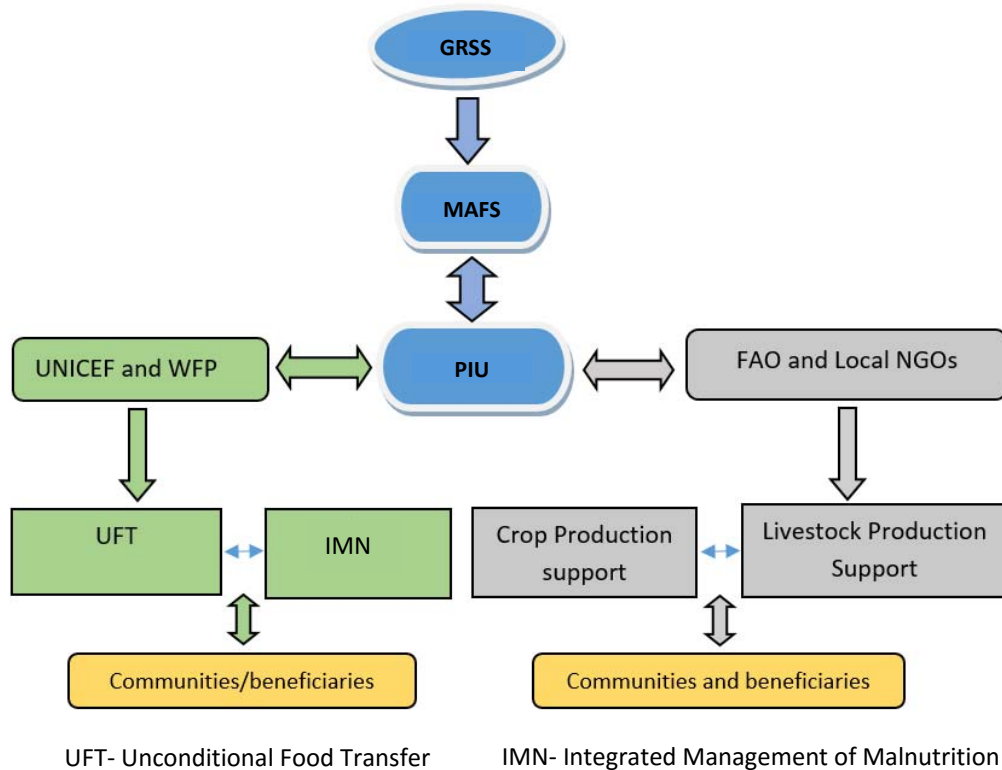 GRSS
MAFS
PIU
UNICEF and WFP
FAO and Local NGOs
UFT
IMN
Crop Production
support
Livestock Production
Support
Communities/beneficiaries
Communities and beneficiaries
UFT- Unconditional Food Transfer
IMN- Integrated Management of Malnutrition